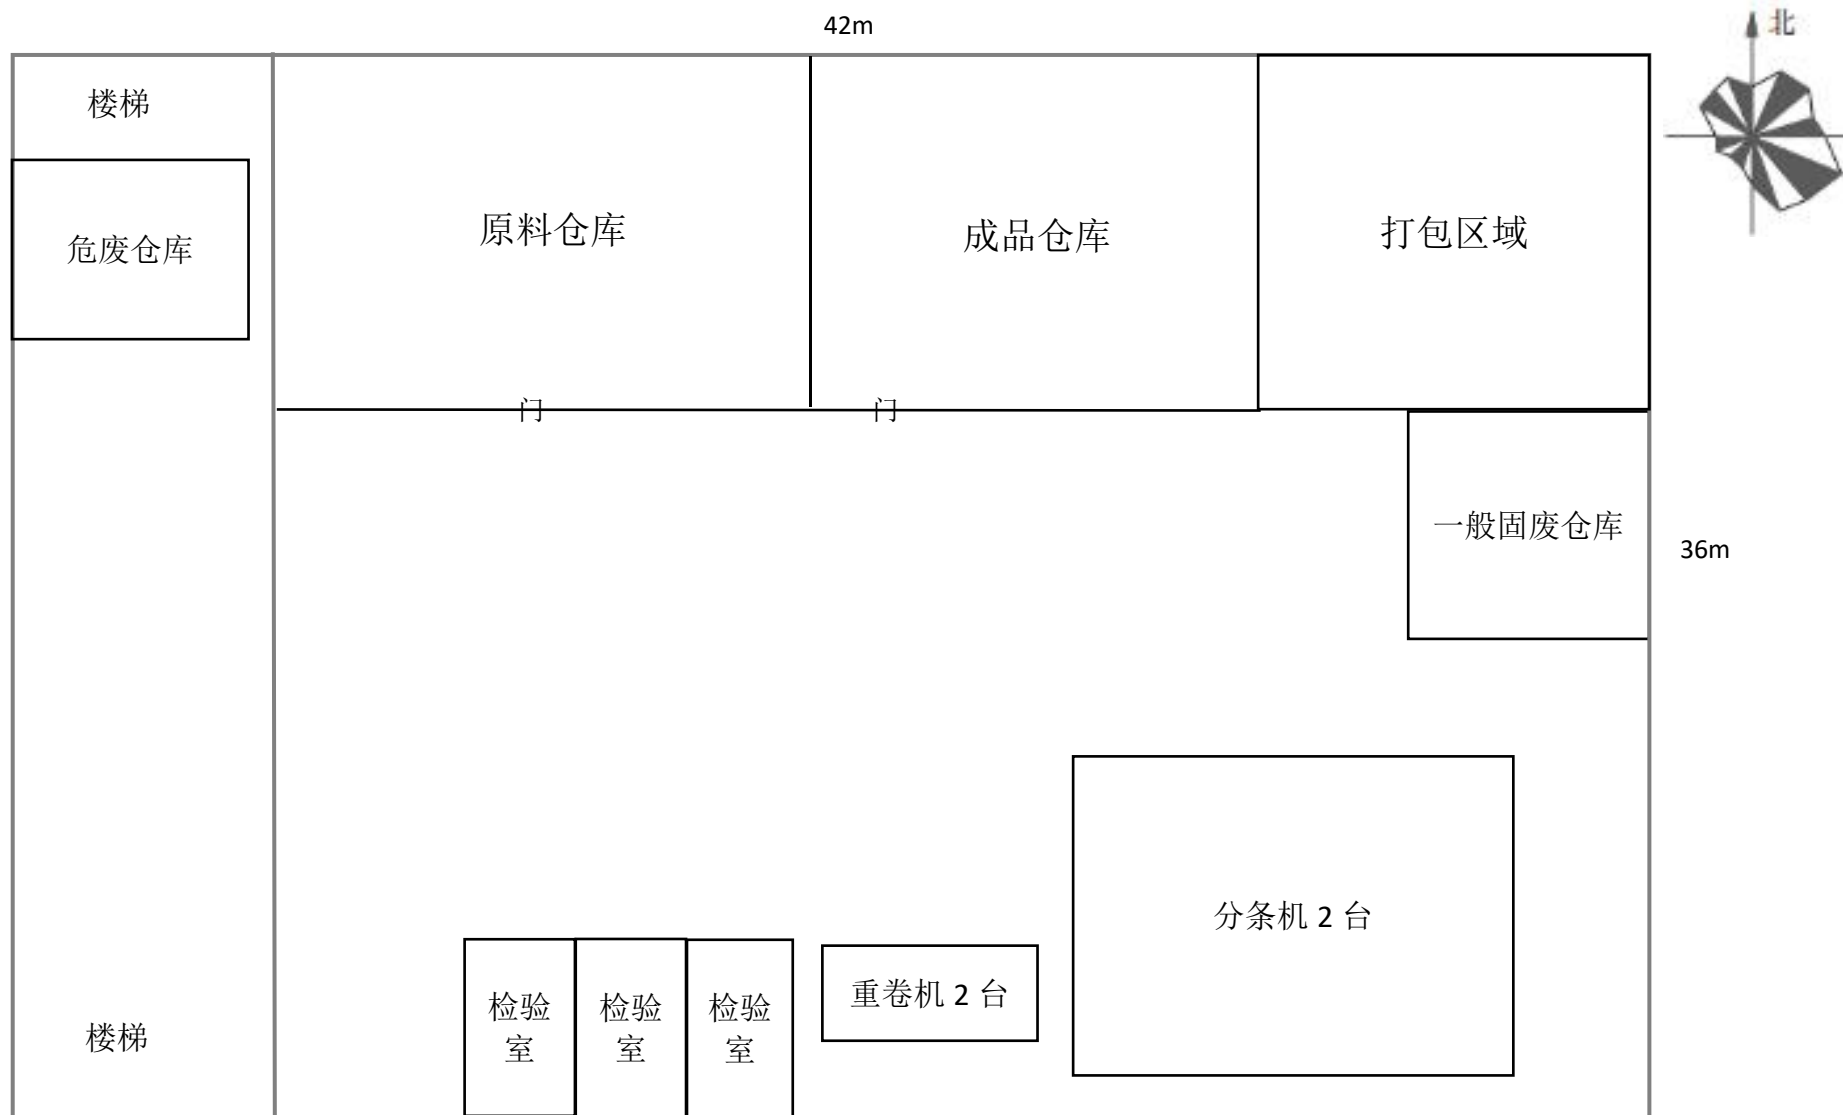 42m
北
楼梯
危废仓库
原料仓库
成品仓库
打包区域
门
门
一般固废仓库
36m
分条机 2 台
重卷机 2 台
检验
室
检验
室
检验
室
楼梯